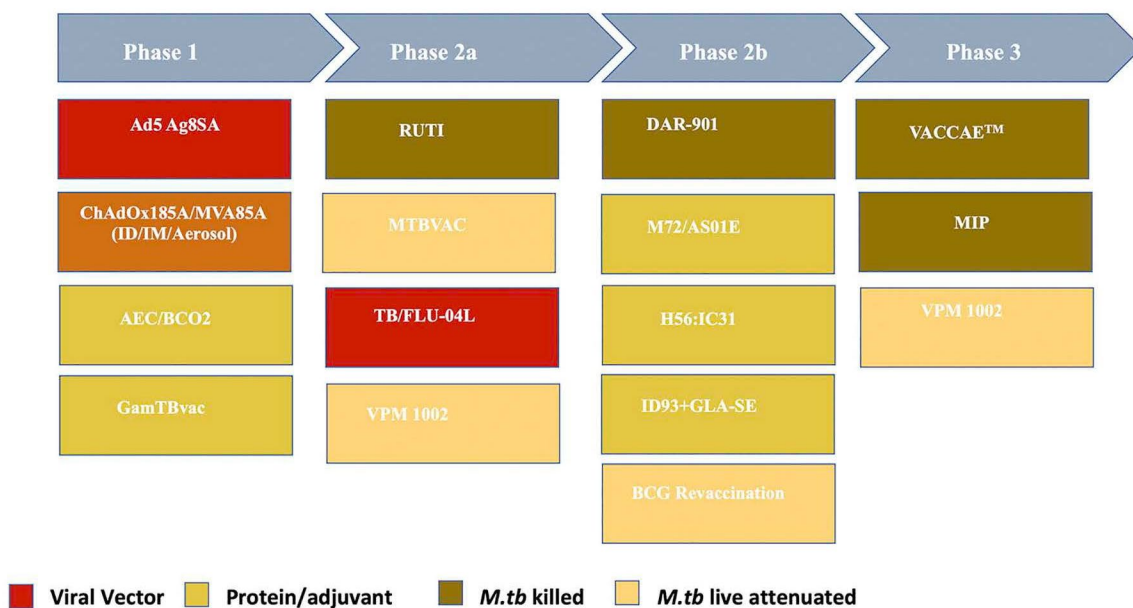 Phase 1
Phase 2a
Phase 2b
Phase 3
Ad5 Ag8SA
RUTI
DAR-901
VACCAE™
ChAdOx185A/MVA85A
(ID/IM/Aerosol)
MTBVAC
M72/AS01E
MIP
AEC/BCO2
TB/FLU-04L
H56:IC31
VPM 1002
GamTBvac
VPM 1002
ID93+GLA-SE
BCG Revaccination
Viral Vector
Protein/adjuvant
M.tb killed
M.tb live attenuated